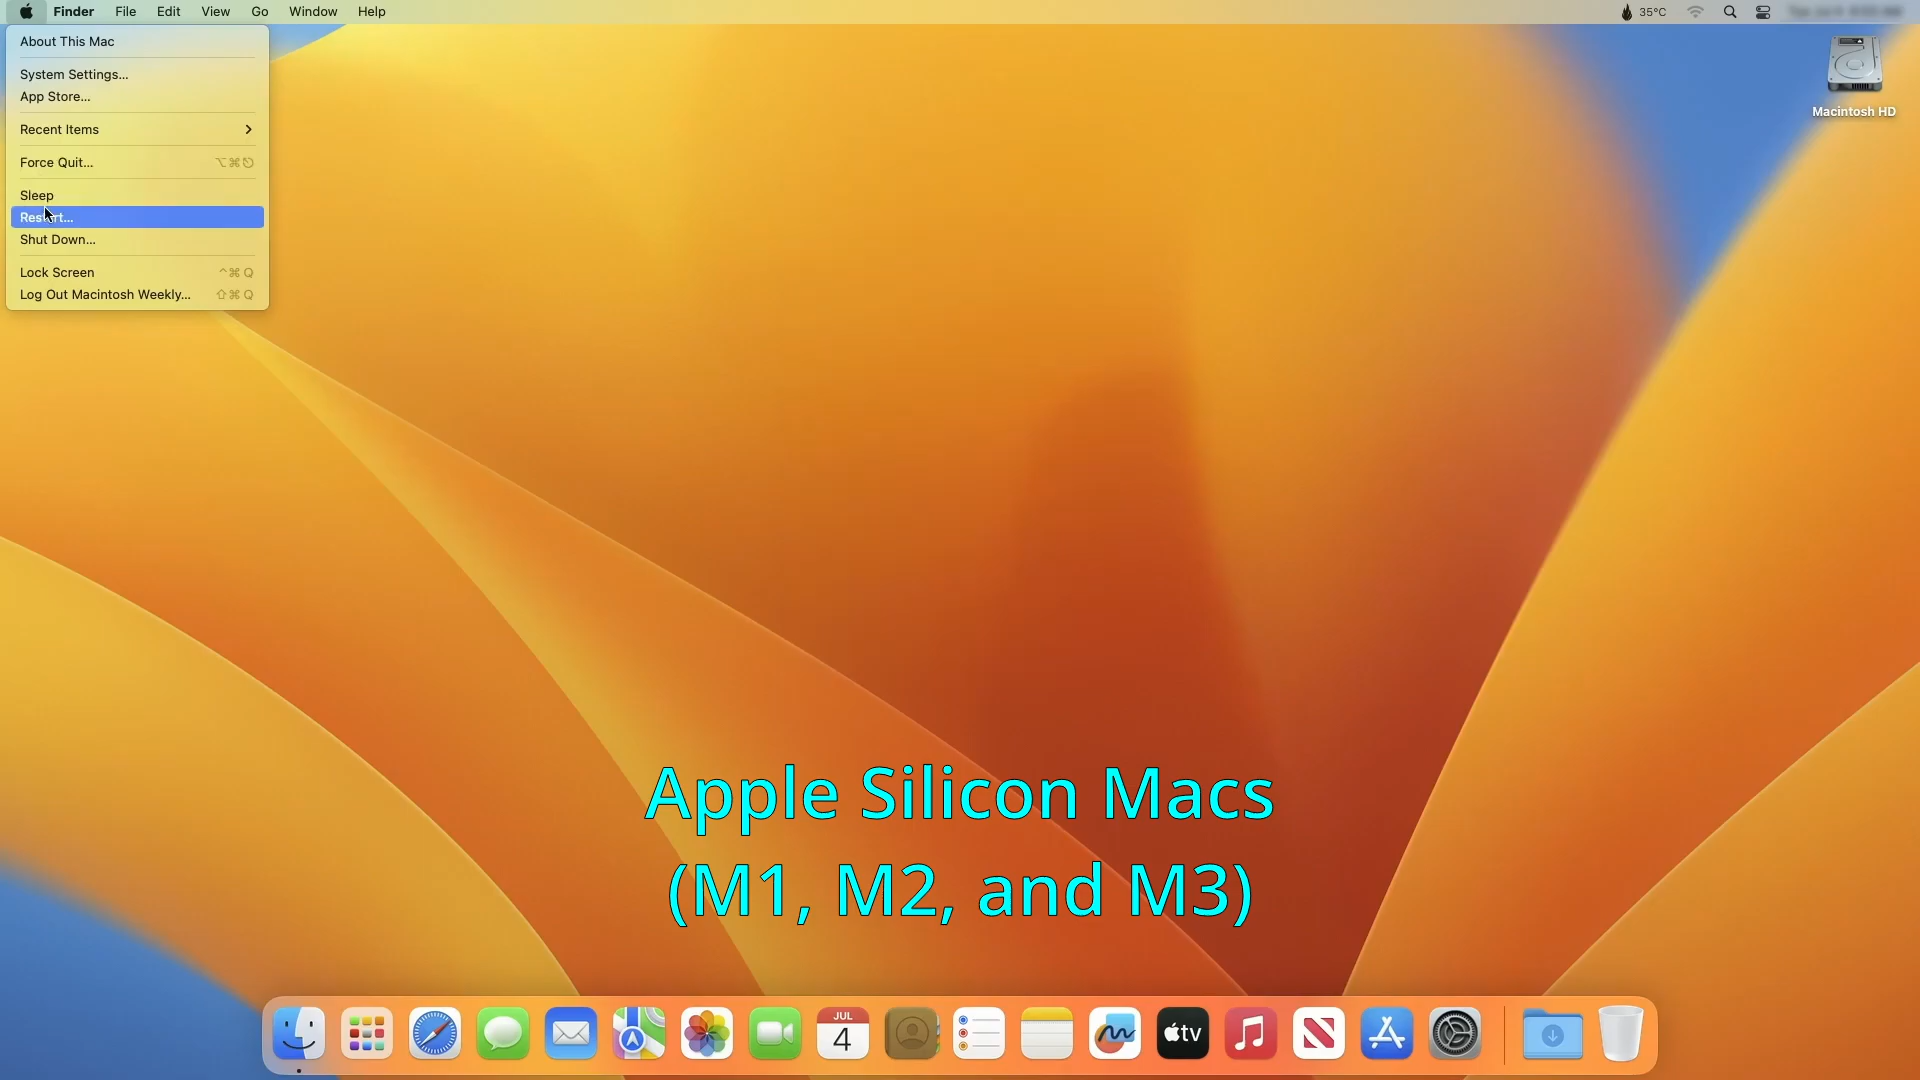 Finder File Edit View Go Window Help 35°C
About This Mac
System Settings...
App Store...
Recent Items
Force Quit... ⌥⌘⎋
Sleep
Restart...
Shut Down...
Lock Screen ^⌘Q
Log Out Macintosh Weekly... ⇧⌘Q
Macintosh HD
Apple Silicon Macs
(M1, M2, and M3)
JUL
4
tv